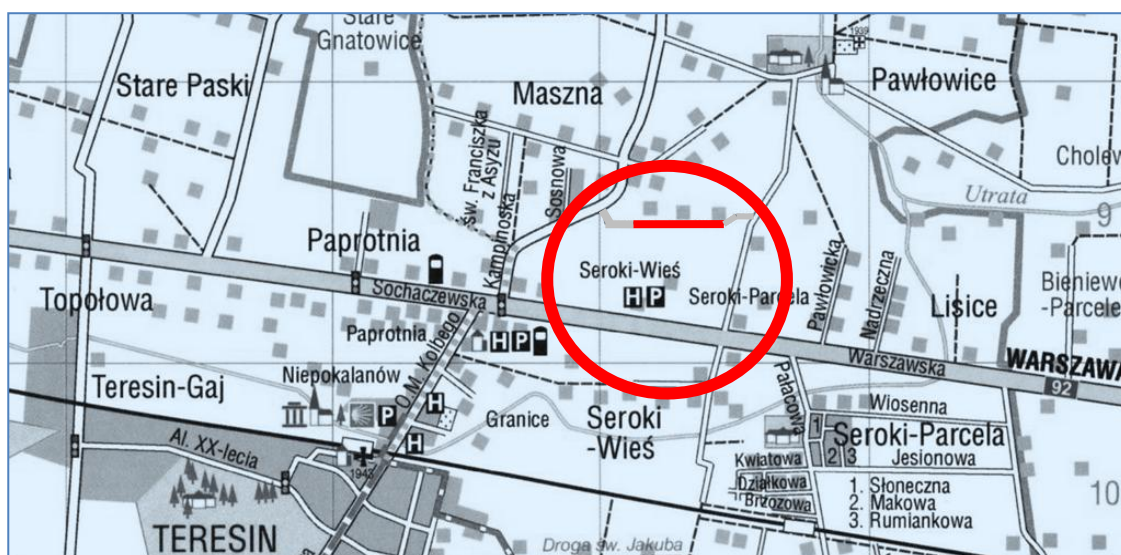 Stare
Gnatowice
1939
Stare Paski
Maszna
Pawłowice
Cholew
św. Franciszka
z Asyżu
Kampinoska
Sosnowa
Utrata
9
Paprotnia
Seroki-Wieś
H P
Seroki-Parcela
Pawłowicka
Nadrzeczna
Lisice
Bieniewo
-Parcele
Topołowa
Sochaczewska
Paprotnia
H P
O.M. Kolbego
Warszawska
WARSZAWA
92
Teresin-Gaj
Niepokalanów
P
H
Granice
Seroki
-Wieś
Pałacowa
Wiosenna
1
2 3
Seroki-Parcela
Jesionowa
Al. XX-lecia
H
1943
Kwiatowa
Działkowa
Brzozowa
1. Słoneczna
2. Makowa
3. Rumiankowa
10
TERESIN
Droga św. Jakuba